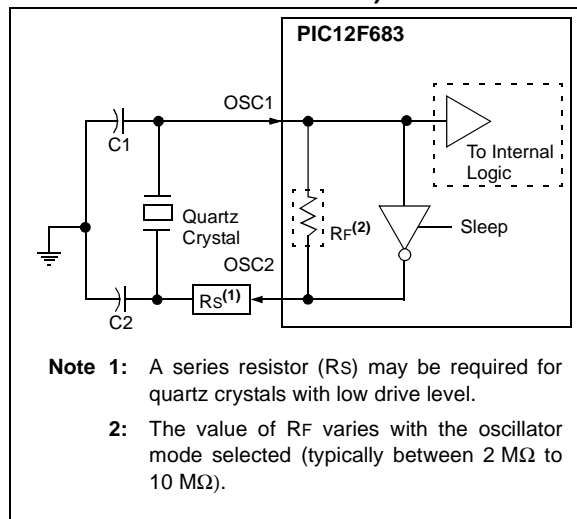 PIC12F683
OSC1
C1
To Internal
Logic
Quartz
Crystal
RF(2)
Sleep
OSC2
RS(1)
C2
Note 1: A series resistor (RS) may be required for
quartz crystals with low drive level.
2: The value of RF varies with the oscillator
mode selected (typically between 2 MΩ to
10 MΩ).